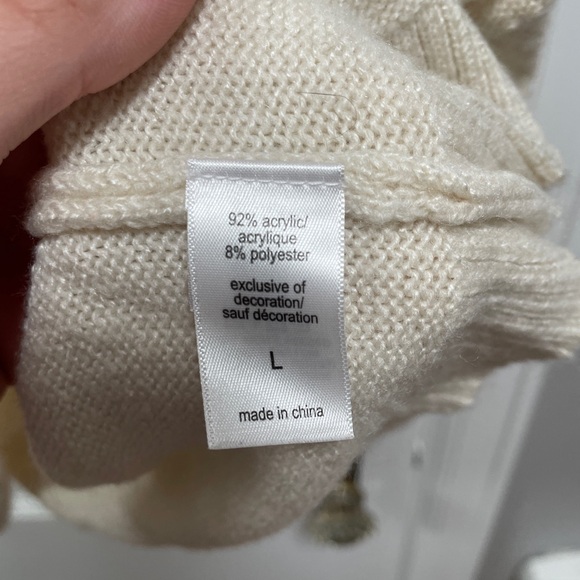 92% acrylic/
acrylique
8% polyester
exclusive of
decoration/
sauf décoration
L
made in china